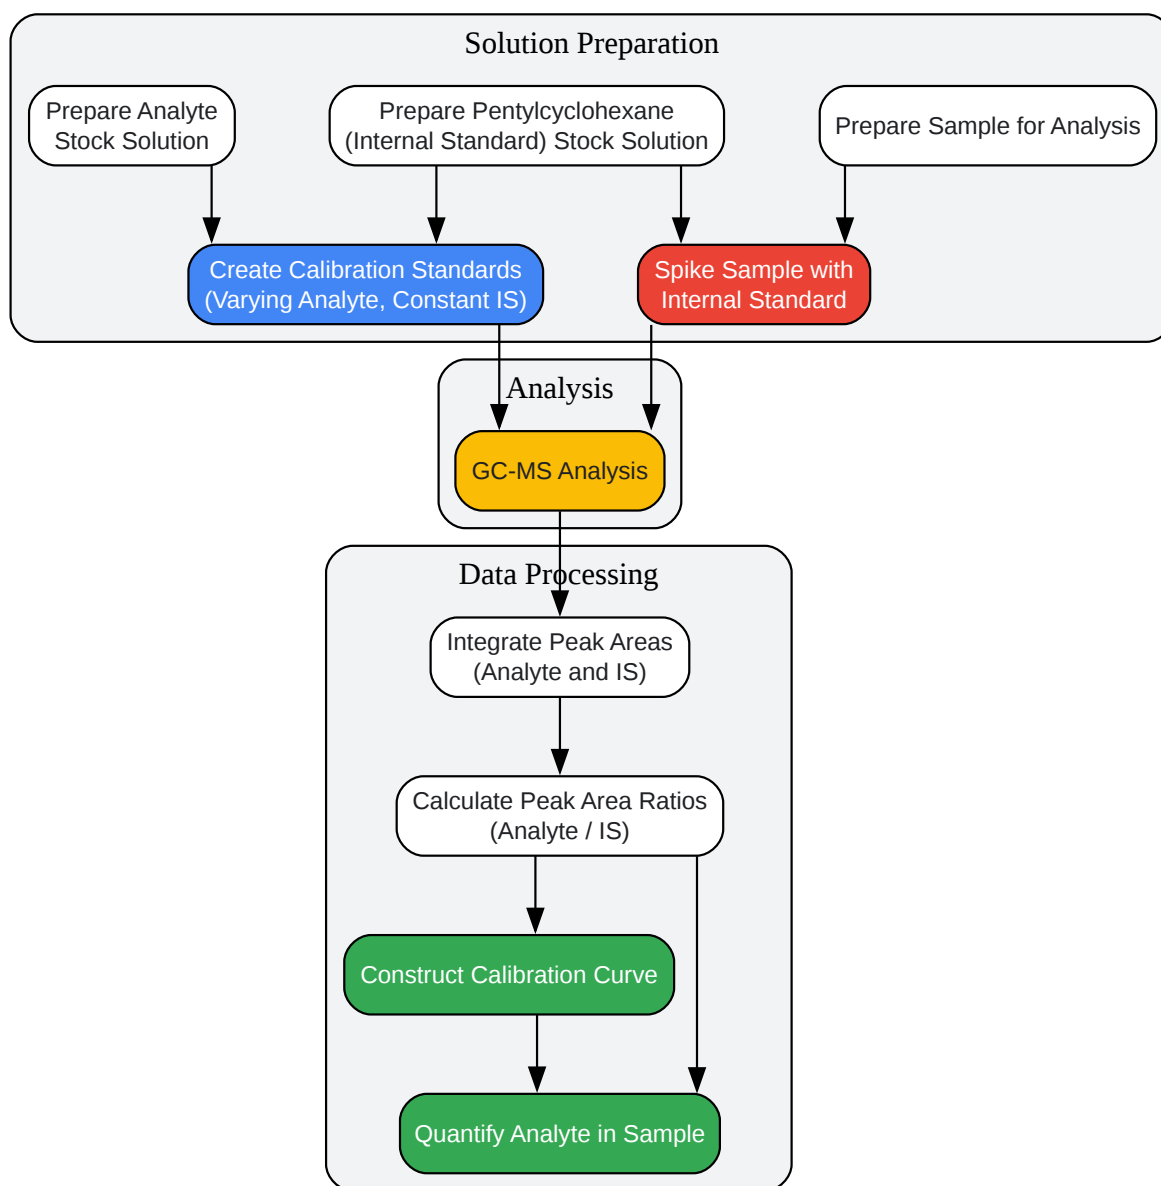 Solution Preparation
Prepare Analyte
Stock Solution
Prepare Pentylcyclohexane
(Internal Standard) Stock Solution
Prepare Sample for Analysis
Create Calibration Standards
(Varying Analyte, Constant IS)
Spike Sample with
Internal Standard
Analysis
GC-MS Analysis
Data Processing
Integrate Peak Areas
(Analyte and IS)
Calculate Peak Area Ratios
(Analyte / IS)
Construct Calibration Curve
Quantify Analyte in Sample